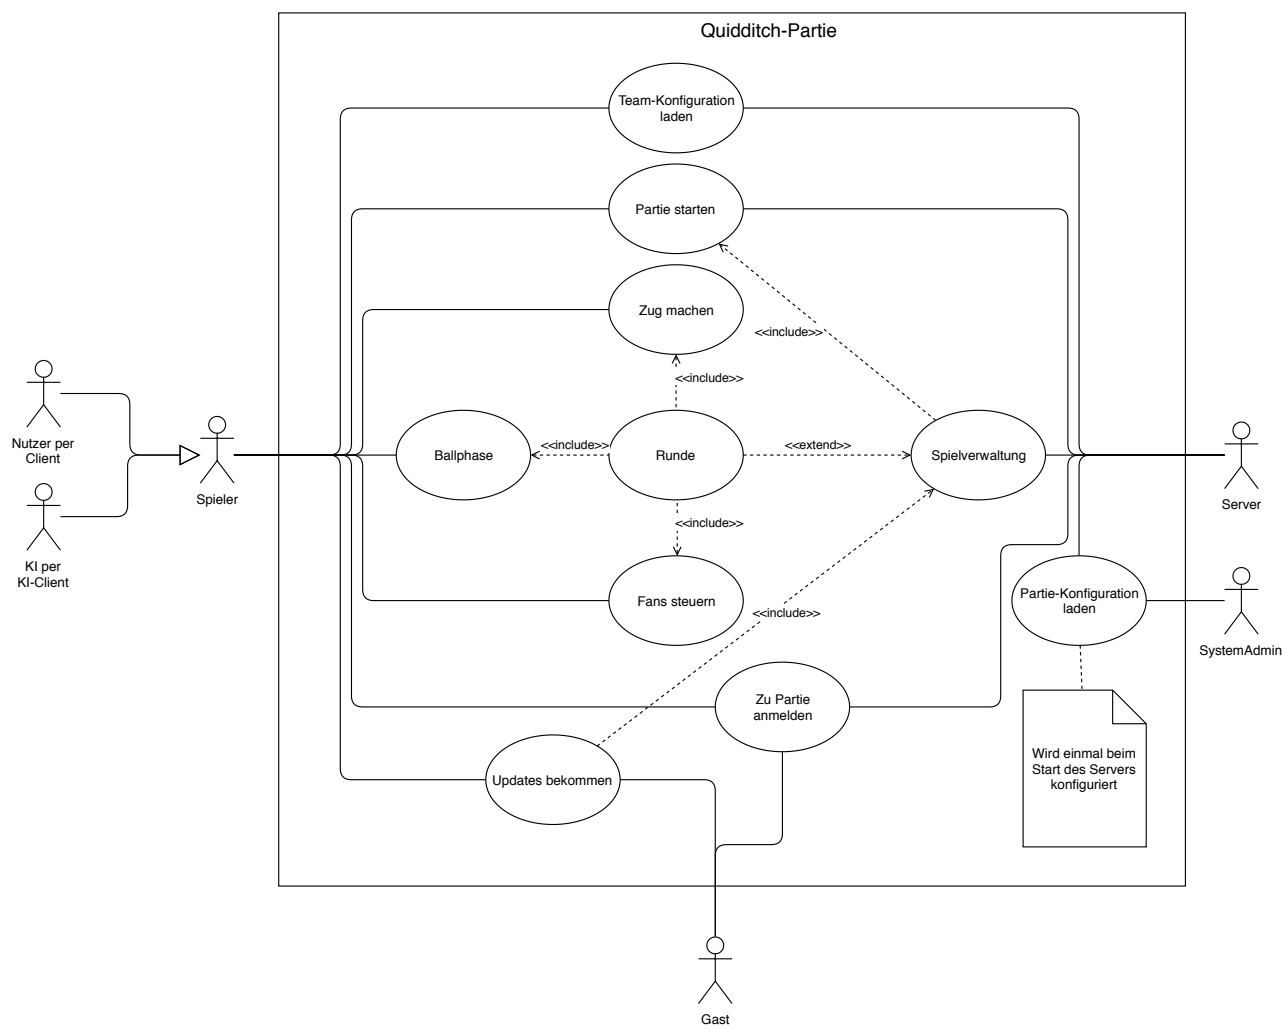 Quidditch-Partie
Team-Konfiguration
laden
Partie starten
Zug machen
<<include>>
<<include>>
Nutzer per
Client
Spieler
Ballphase
<<include>>
Runde
<<extend>>
Spielverwaltung
Server
KI per
KI-Client
<<include>>
Fans steuern
<<include>>
Partie-Konfiguration
laden
SystemAdmin
Zu Partie
anmelden
Updates bekommen
Wird einmal beim
Start des Servers
konfiguriert
Gast